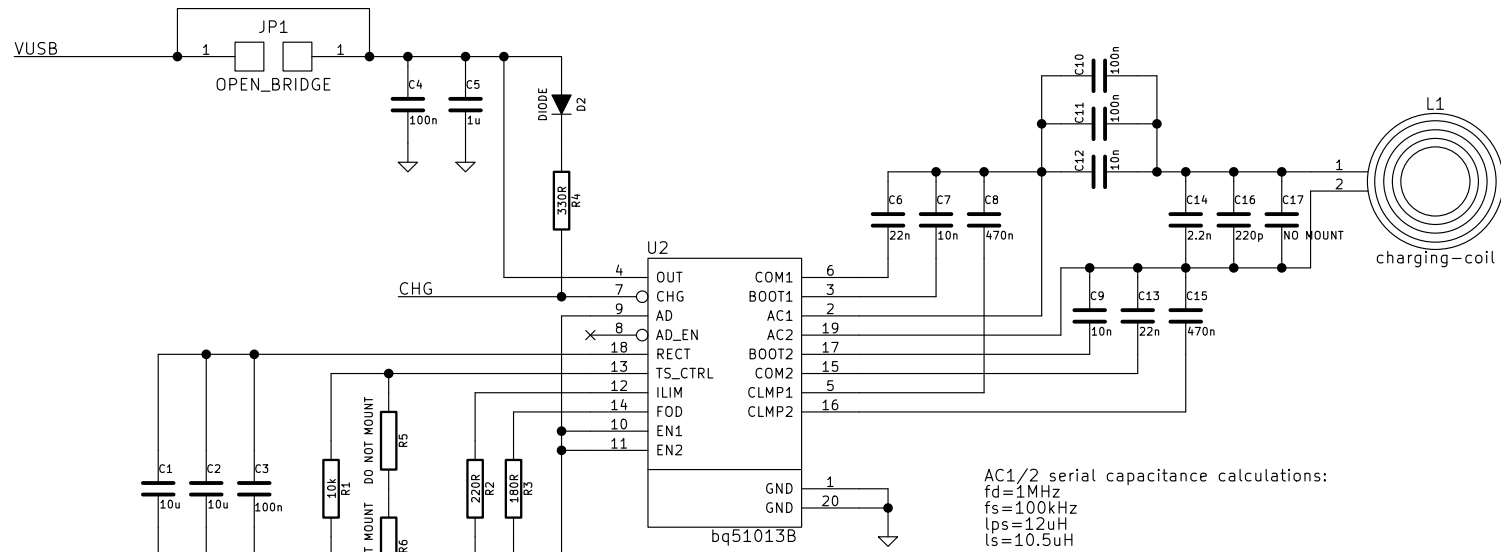 JP1
VUSB
1
1
OPEN_BRIDGE
C4
100n
C5
1u
DIODE
D2
330R
R4
CHG
C10
100n
C11
100n
C12
10n
L1
1
2
charging-coil
C6
22n
C7
10n
C8
470n
C14
2.2n
C16
220p
C17
NO MOUNT
C9
10n
C13
22n
C15
470n
U2
4 OUT
7 CHG
9 AD
8 AD_EN
18 RECT
13 TS_CTRL
12 ILIM
14 FOD
10 EN1
11 EN2
COM1 6
BOOT1 3
AC1 2
AC2 19
BOOT2 17
COM2 15
CLMP1 5
CLMP2 16
GND 1
GND 20
bq51013B
C1
10u
C2
10u
C3
100n
10k
R1
DO NOT MOUNT
R5
T MOUNT
R6
220R
R2
180R
R3
AC1/2 serial capacitance calculations:
fd=1MHz
fs=100kHz
lps=12uH
ls=10.5uH